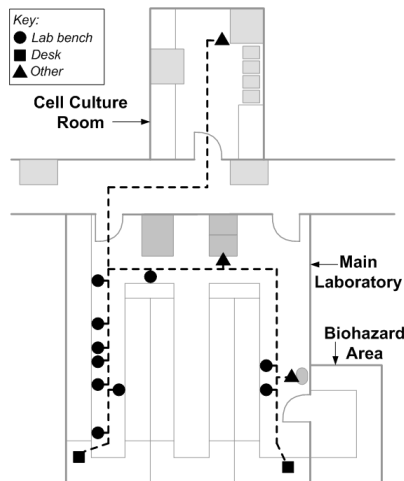 Key:
Lab bench
Desk
Other
Cell Culture
Room
Main
Laboratory
Biohazard
Area